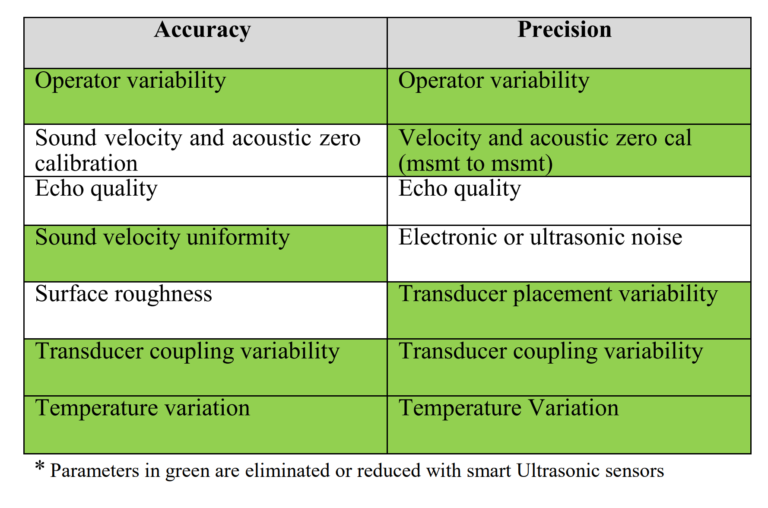 Accuracy Precision
Operator variability Operator variability
Sound velocity and acoustic zero Velocity and acoustic zero cal
calibration (msmt to msmt)
Echo quality Echo quality
Sound velocity uniformity Electronic or ultrasonic noise
Surface roughness Transducer placement variability
Transducer coupling variability Transducer coupling variability
Temperature variation Temperature Variation
* Parameters in green are eliminated or reduced with smart Ultrasonic sensors